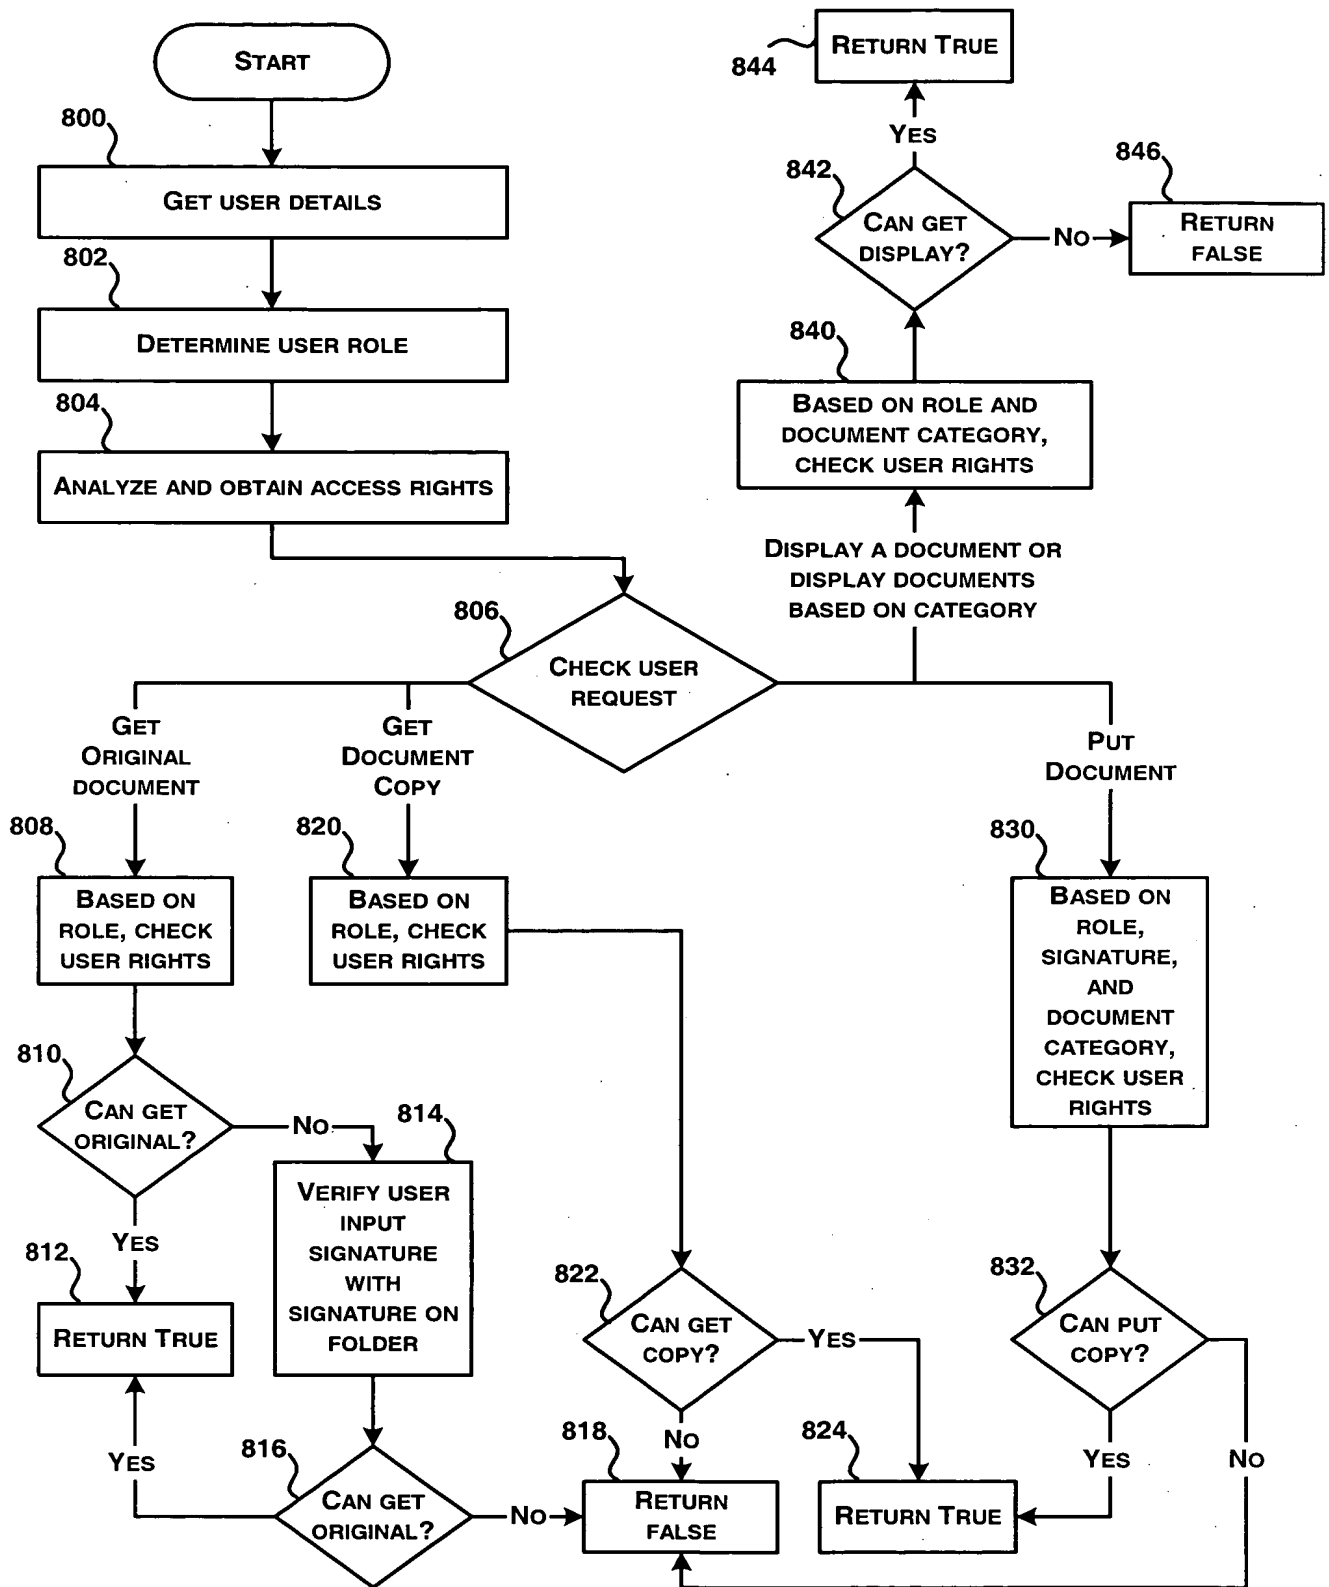 START
800
GET USER DETAILS
802
DETERMINE USER ROLE
804
ANALYZE AND OBTAIN ACCESS RIGHTS
806
CHECK USER
REQUEST
844
RETURN TRUE
YES
842
CAN GET
DISPLAY?
NO
846
RETURN
FALSE
840
BASED ON ROLE AND
DOCUMENT CATEGORY,
CHECK USER RIGHTS
DISPLAY A DOCUMENT OR
DISPLAY DOCUMENTS
BASED ON CATEGORY
GET
ORIGINAL
DOCUMENT
808
BASED ON
ROLE, CHECK
USER RIGHTS
810
CAN GET
ORIGINAL?
NO
YES
812
RETURN TRUE
814
VERIFY USER
INPUT
SIGNATURE
WITH
SIGNATURE ON
FOLDER
816
CAN GET
ORIGINAL?
YES
NO
GET
DOCUMENT
COPY
820
BASED ON
ROLE, CHECK
USER RIGHTS
822
CAN GET
COPY?
YES
NO
818
RETURN
FALSE
824
RETURN TRUE
PUT
DOCUMENT
830
BASED ON
ROLE,
SIGNATURE,
AND
DOCUMENT
CATEGORY,
CHECK USER
RIGHTS
832
CAN PUT
COPY?
YES
NO